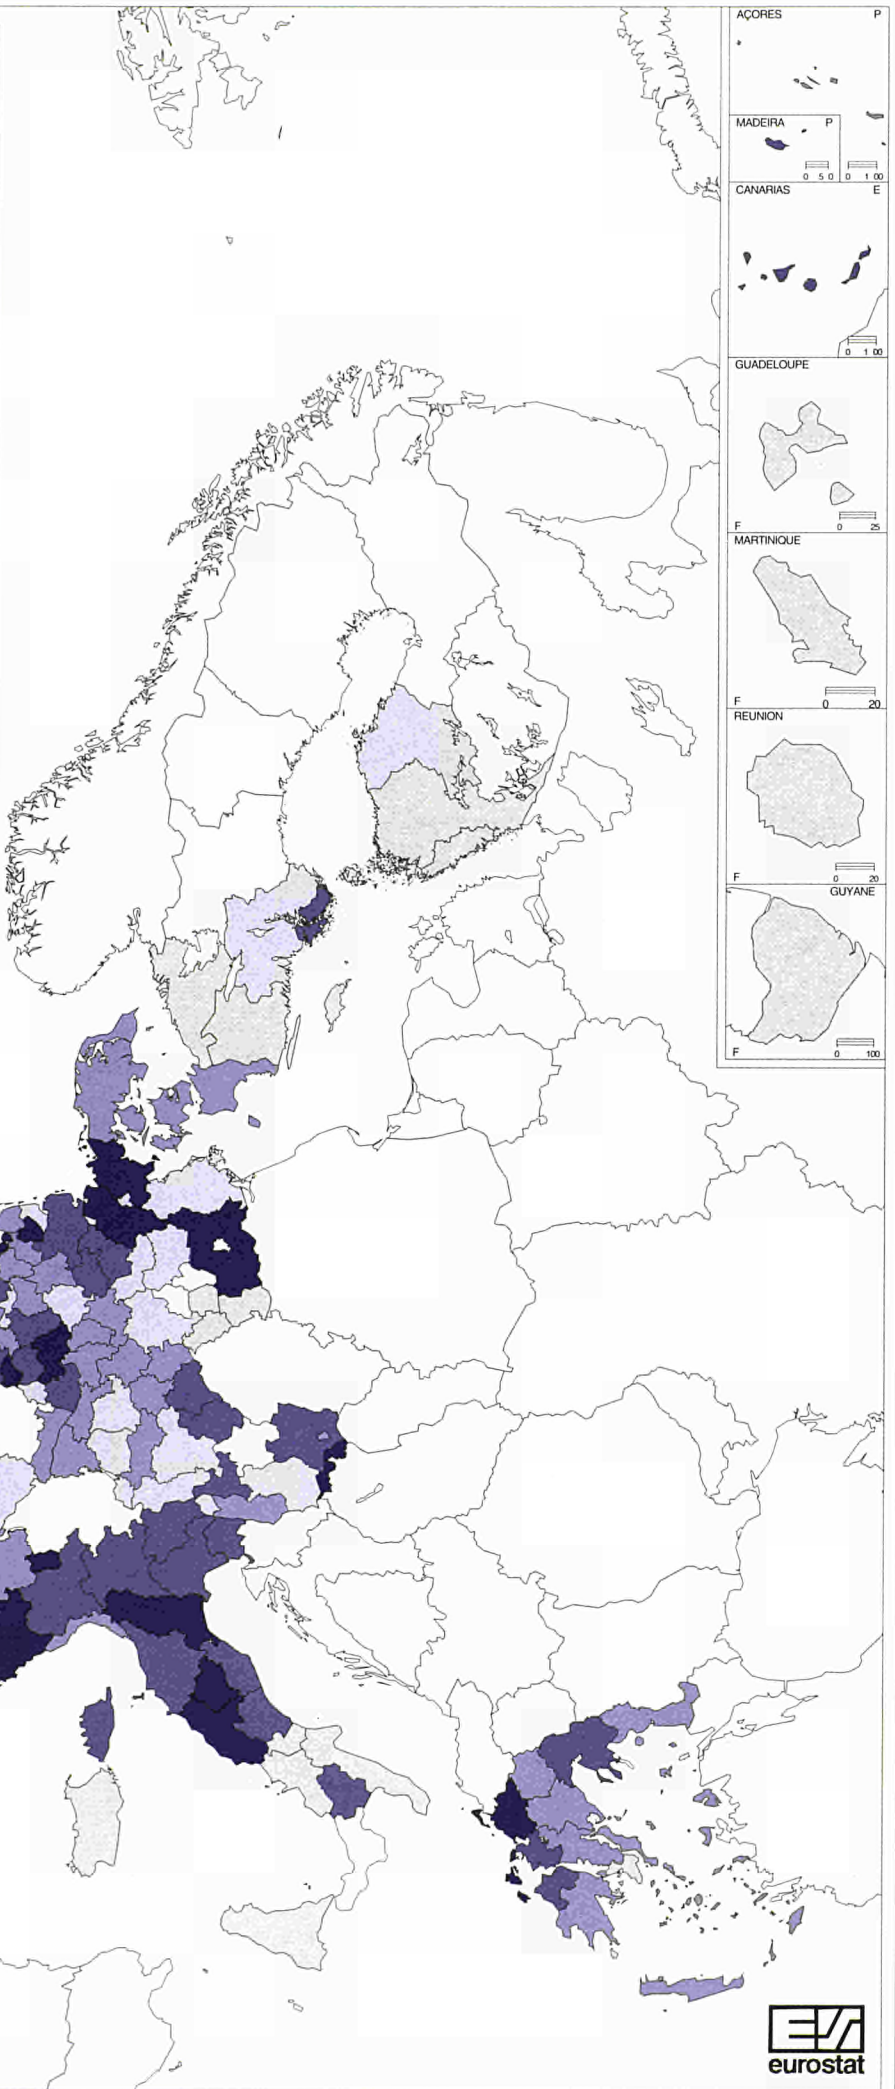 AÇORES P
MADEIRA P
0 50
0 100
CANARIAS E
0 100
GUADELOUPE
F 0 25
MARTINIQUE
F 0 20
REUNION
F 0 20
GUYANE
F 0 100
eurostat